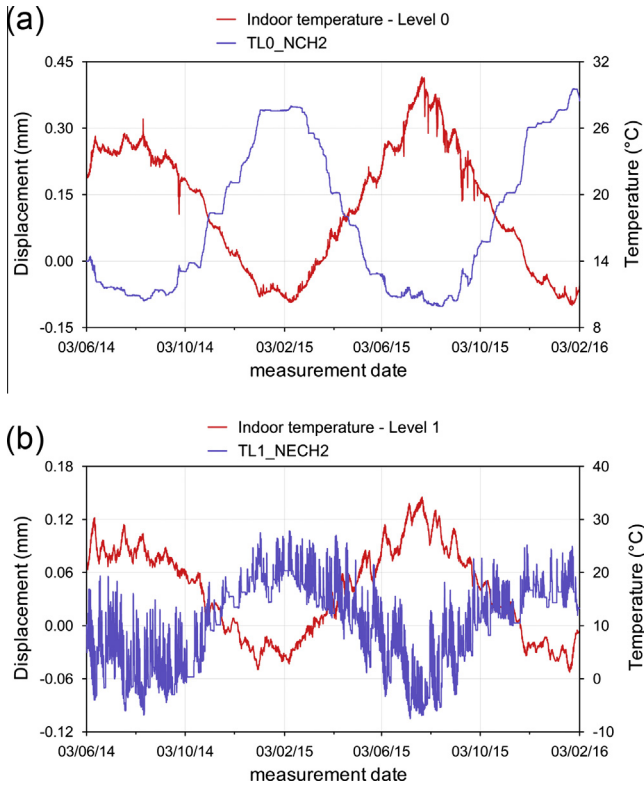 (a)
Indoor temperature - Level 0
TL0_NCH2
Displacement (mm)
0.45
0.30
0.15
0.00
-0.15
32
26
20
14
8
Temperature (°C)
03/06/14 03/10/14 03/02/15 03/06/15 03/10/15 03/02/16
measurement date
(b)
Indoor temperature - Level 1
TL1_NECH2
Displacement (mm)
0.18
0.12
0.06
0.00
-0.06
-0.12
40
30
20
10
0
-10
Temperature (°C)
03/06/14 03/10/14 03/02/15 03/06/15 03/10/15 03/02/16
measurement date